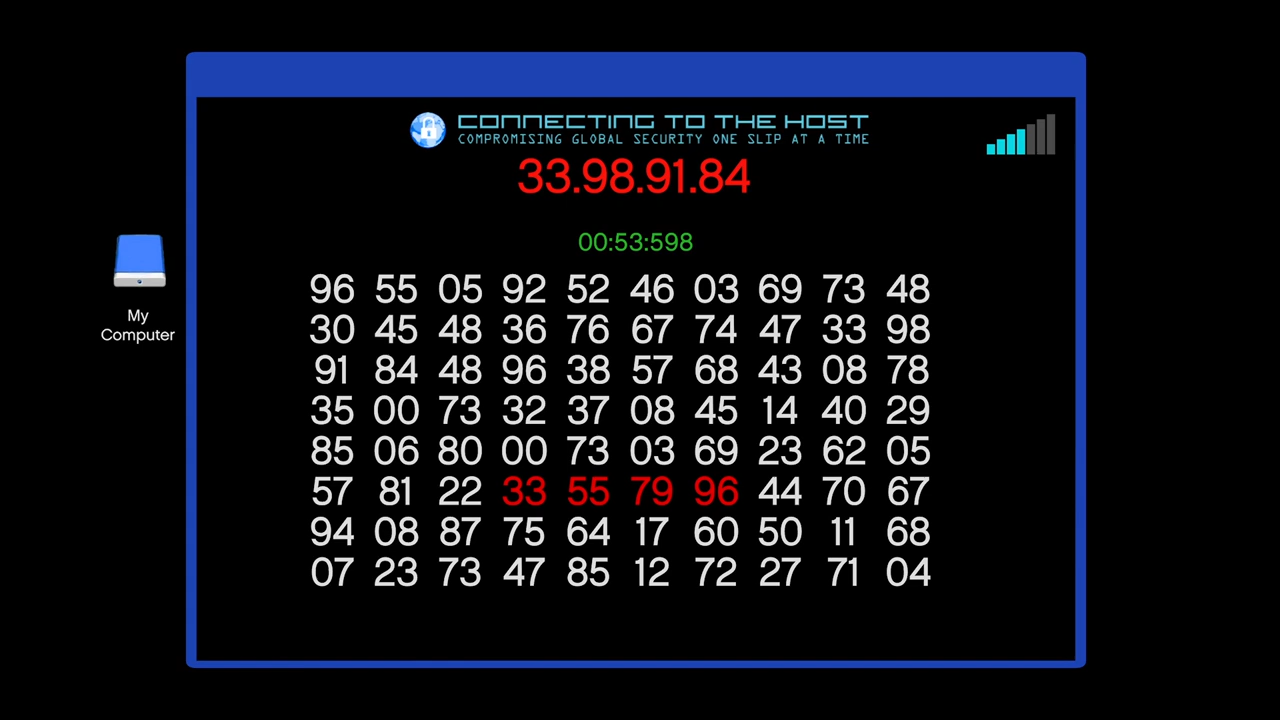 CONNECTING TO THE HOST
COMPROMISING GLOBAL SECURITY ONE SLIP AT A TIME
33.98.91.84
00:53:598
My
Computer
96 55 05 92 52 46 03 69 73 48
30 45 48 36 76 67 74 47 33 98
91 84 48 96 38 57 68 43 08 78
35 00 73 32 37 08 45 14 40 29
85 06 80 00 73 03 69 23 62 05
57 81 22 33 55 79 96 44 70 67
94 08 87 75 64 17 60 50 11 68
07 23 73 47 85 12 72 27 71 04